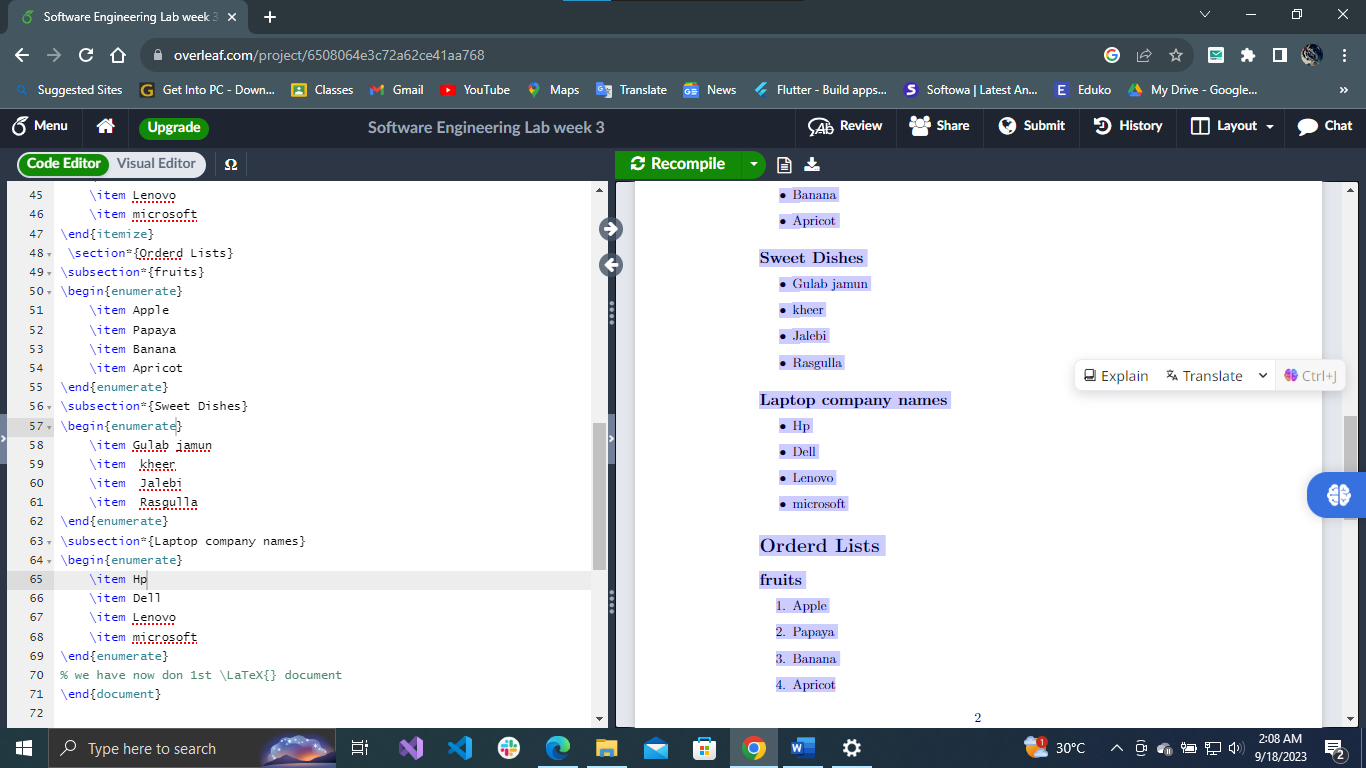 Software Engineering Lab week 3
overleaf.com/project/6508064e3c72a62ce41aa768
Suggested Sites
Get Into PC - Down...
Classes
Gmail
YouTube
Maps
Translate
News
Flutter - Build apps...
Softowa | Latest An...
Eduko
My Drive - Google...
»
Menu
Upgrade
Software Engineering Lab week 3
Review
Share
Submit
History
Layout
Chat
Code Editor
Visual Editor
Ω
Recompile
45 \item Lenovo
46 \item microsoft
47 \end{itemize}
48 \section*{Orderd Lists}
49 \subsection*{fruits}
50 \begin{enumerate}
51 \item Apple
52 \item Papaya
53 \item Banana
54 \item Apricot
55 \end{enumerate}
56 \subsection*{Sweet Dishes}
57 \begin{enumerate}
58 \item Gulab jamun
59 \item  kheer
60 \item  Jalebi
61 \item  Rasgulla
62 \end{enumerate}
63 \subsection*{Laptop company names}
64 \begin{enumerate}
65 \item Hp
66 \item Dell
67 \item Lenovo
68 \item microsoft
69 \end{enumerate}
70 % we have now don 1st \LaTeX{} document
71 \end{document}
72
• Banana
• Apricot
Sweet Dishes
• Gulab jamun
• kheer
• Jalebi
• Rasgulla
Laptop company names
• Hp
• Dell
• Lenovo
• microsoft
Orderd Lists
fruits
1. Apple
2. Papaya
3. Banana
4. Apricot
2
Explain
Translate
Ctrl+J
Type here to search
1
30°C
2:08 AM
9/18/2023
2